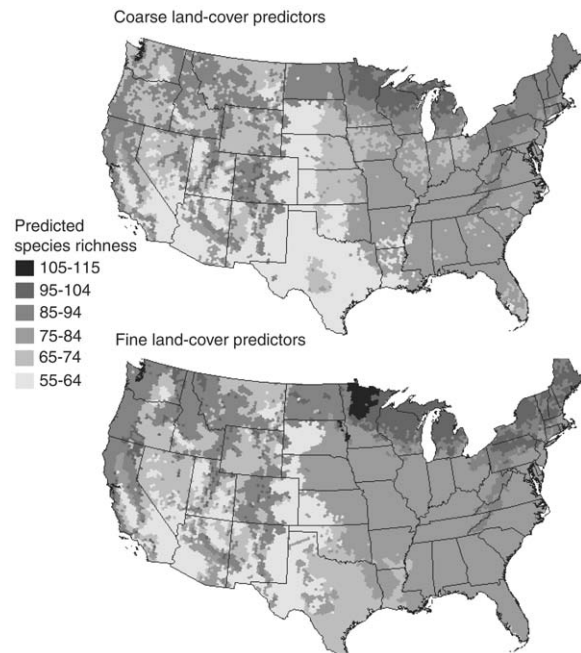 Coarse land-cover predictors
Predicted
species richness
105-115
95-104
85-94
75-84
65-74
55-64
Fine land-cover predictors